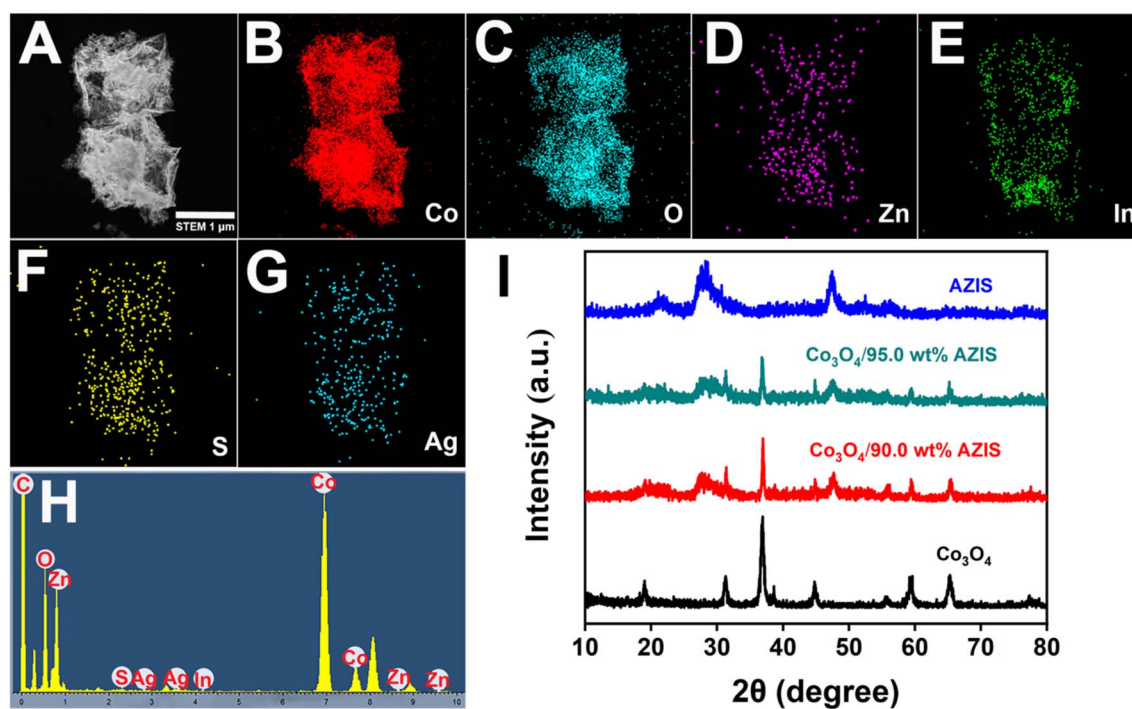 A
B
C
D
E
STEM 1 µm
Co
O
Zn
In
F
G
S
Ag
H
C
O
Zn
S
Ag
Ag
In
Co
Co
Zn
Zn
0 1 2 3 4 5 6 7 8 9 10
I
Intensity (a.u.)
AZIS
Co₃O₄/95.0 wt% AZIS
Co₃O₄/90.0 wt% AZIS
Co₃O₄
10 20 30 40 50 60 70 80
2θ (degree)